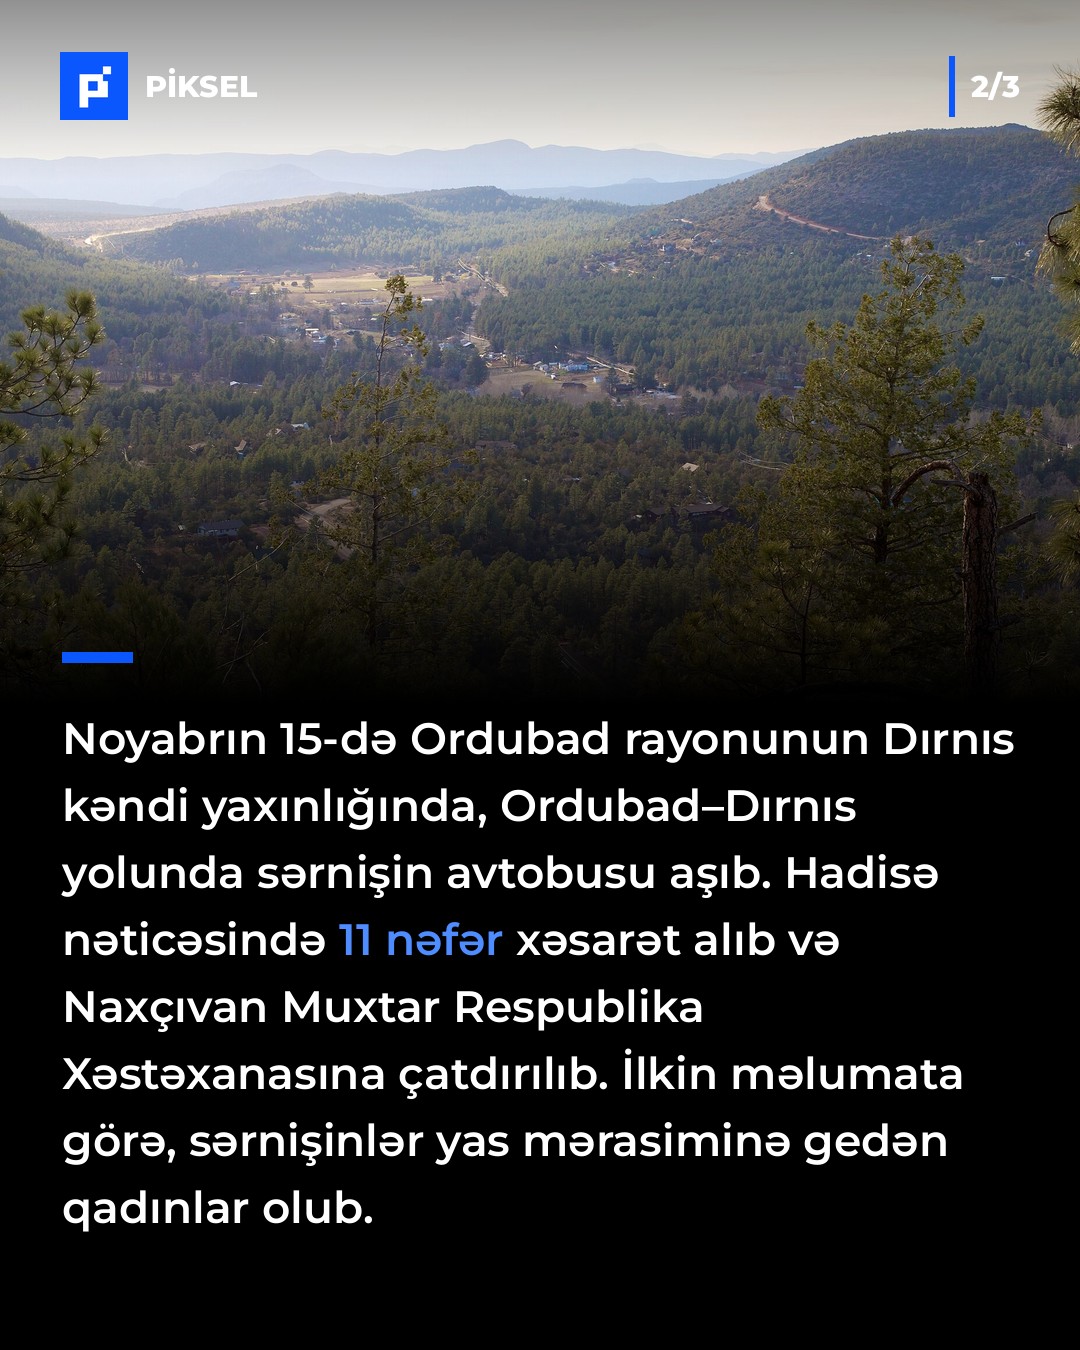 PİKSEL
2/3
Noyabrın 15-də Ordubad rayonunun Dırnıs
kəndi yaxınlığında, Ordubad–Dırnıs
yolunda sərnişin avtobusu aşıb. Hadisə
nəticəsində 11 nəfər xəsarət alıb və
Naxçıvan Muxtar Respublika
Xəstəxanasına çatdırılıb. İlkin məlumata
görə, sərnişinlər yas mərasiminə gedən
qadınlar olub.